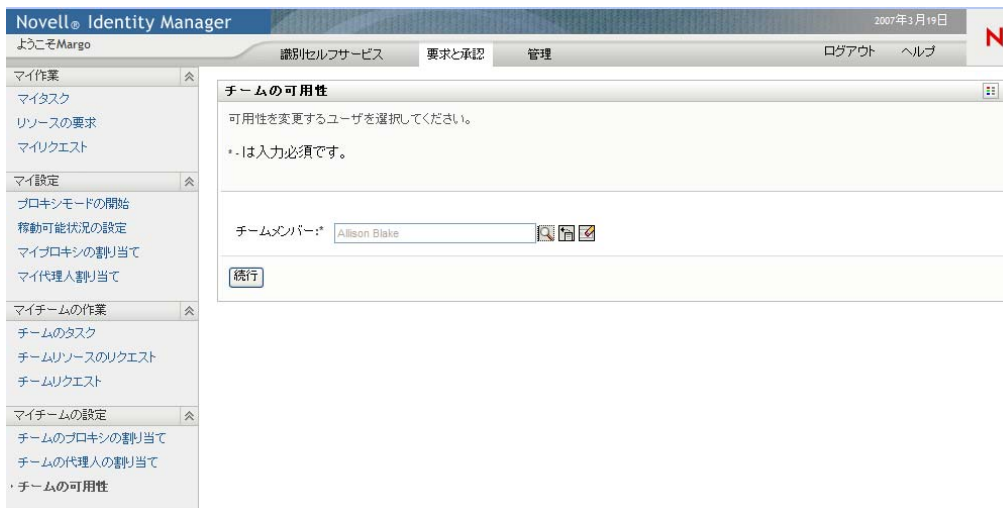 Novell® Identity Manager
2007年3月19日
ようこそMargo
識別セルフサービス 要求と承認 管理 ログアウト ヘルプ
N
マイ作業
マイタスク
リソースの要求
マイリクエスト
マイ設定
プロキシモードの開始
稼動可能状況の設定
マイプロキシの割り当て
マイ代理人割り当て
マイチームの作業
チームのタスク
チームリソースのリクエスト
チームリクエスト
マイチームの設定
チームのプロキシの割り当て
チームの代理人の割り当て
・チームの可用性
チームの可用性
可用性を変更するユーザを選択してください。
*-は入力必須です。
チームメンバー:* Allison Blake
続行